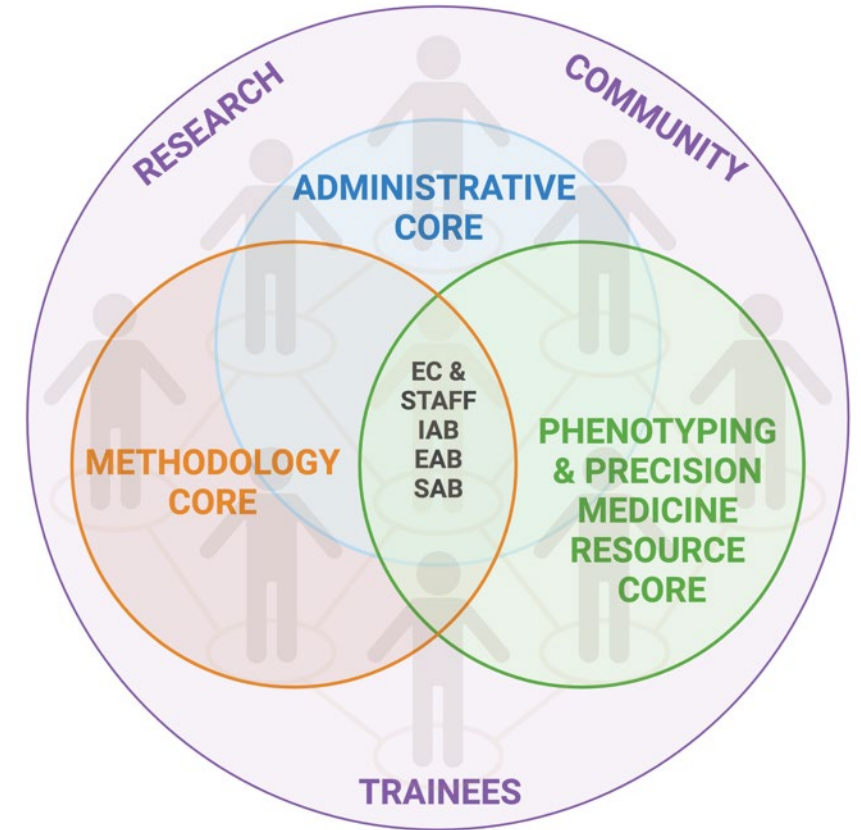 RESEARCH
COMMUNITY
ADMINISTRATIVE
CORE
EC &
STAFF
IAB
EAB
SAB
METHODOLOGY
CORE
PHENOTYPING
& PRECISION
MEDICINE
RESOURCE
CORE
TRAINEES